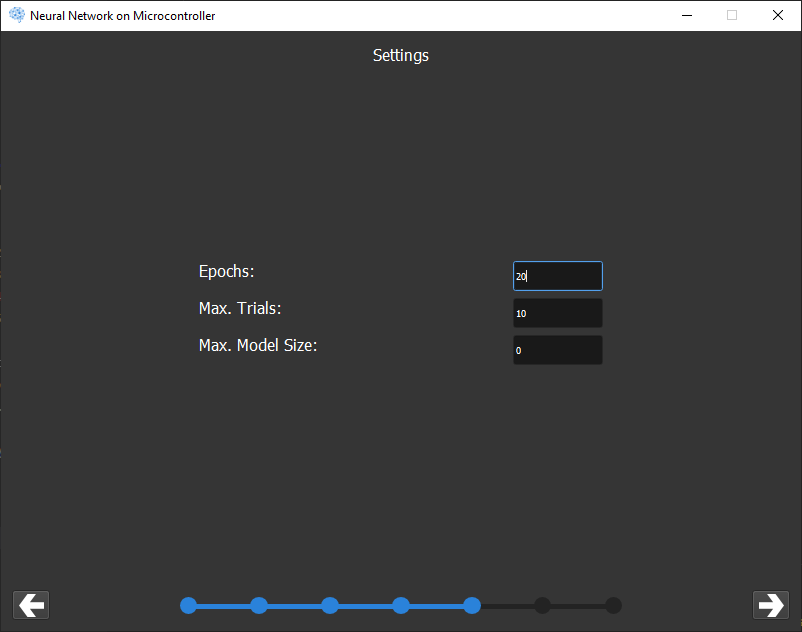 Neural Network on Microcontroller
Settings
Epochs: 20
Max. Trials: 10
Max. Model Size: 0